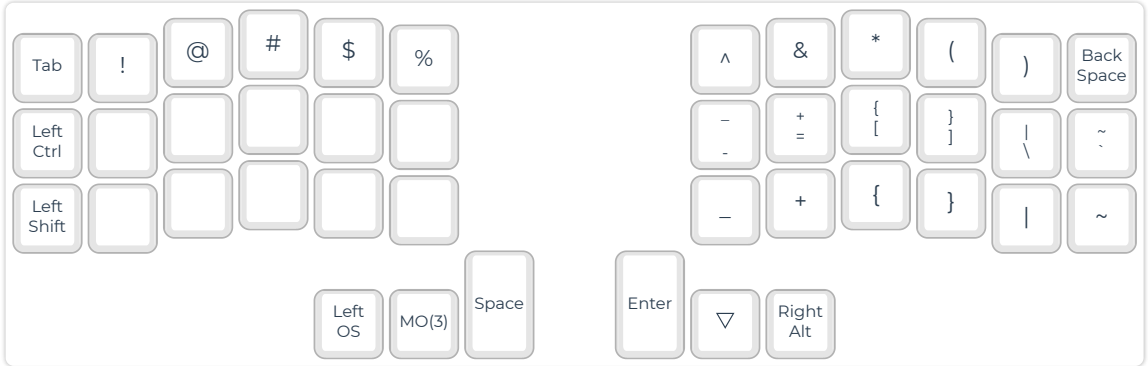 Tab ! @ # $ % ^ & * ( ) Back Space
Left Ctrl _ - + = { [ } ] | \ ~ `
Left Shift _ + { } | ~
Left OS MO(3) Space Enter ▽ Right Alt